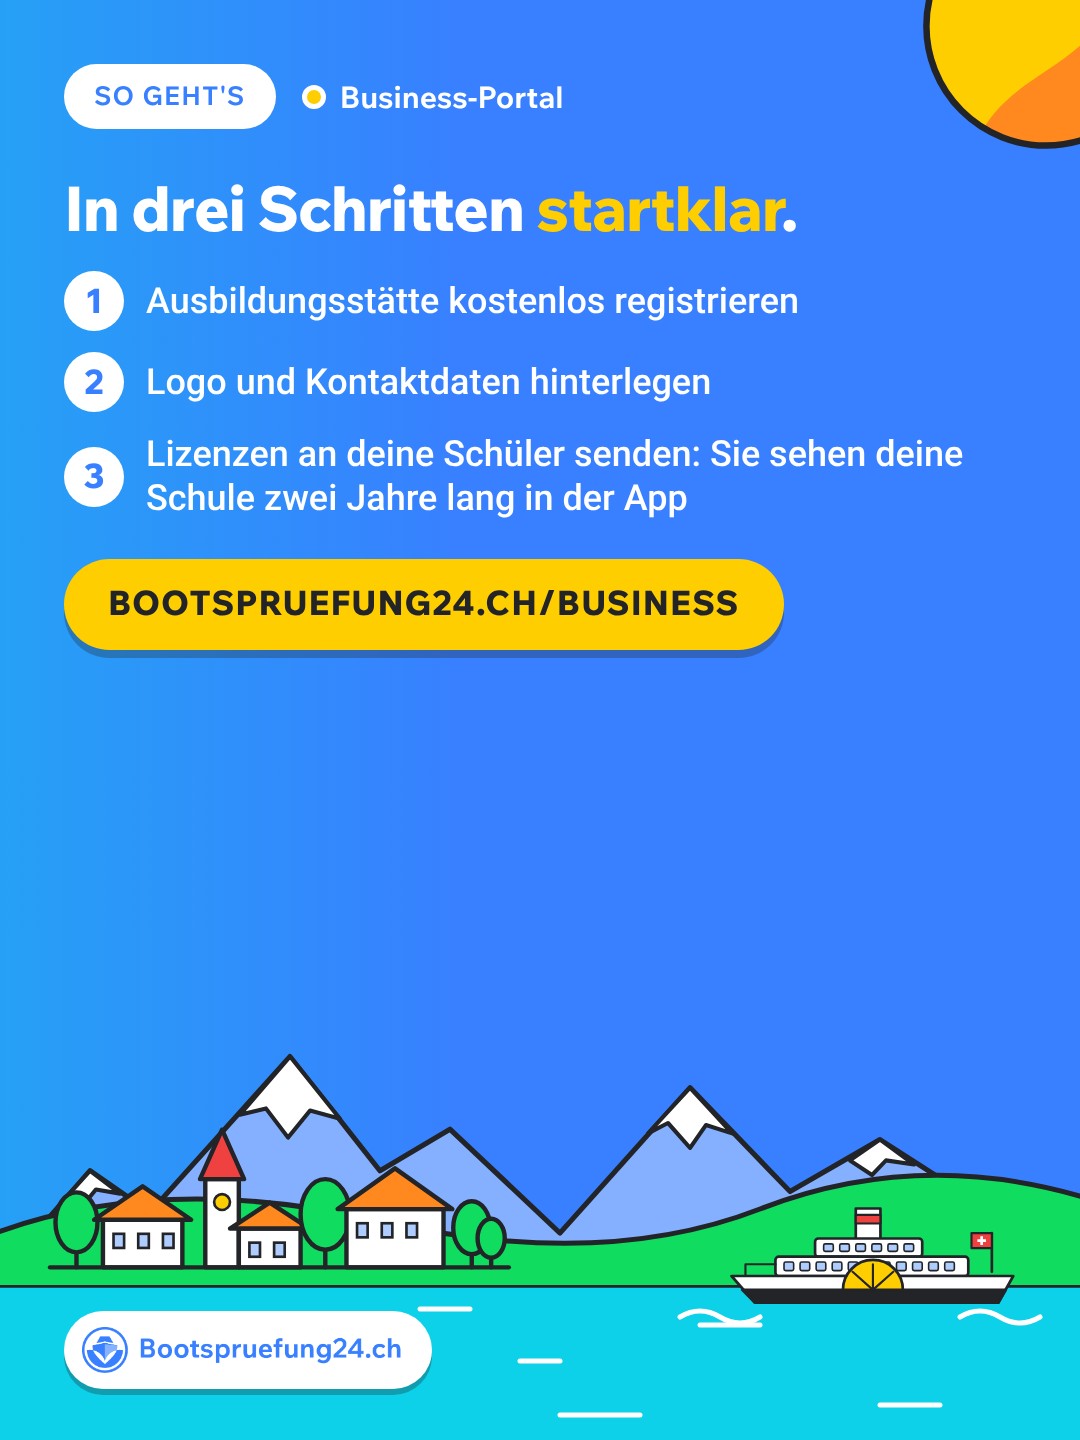 SO GEHT'S
Business-Portal
In drei Schritten startklar.
1 Ausbildungsstätte kostenlos registrieren
2 Logo und Kontaktdaten hinterlegen
3 Lizenzen an deine Schüler senden: Sie sehen deine
Schule zwei Jahre lang in der App
BOOTSPRUEFUNG24.CH/BUSINESS
Bootspruefung24.ch